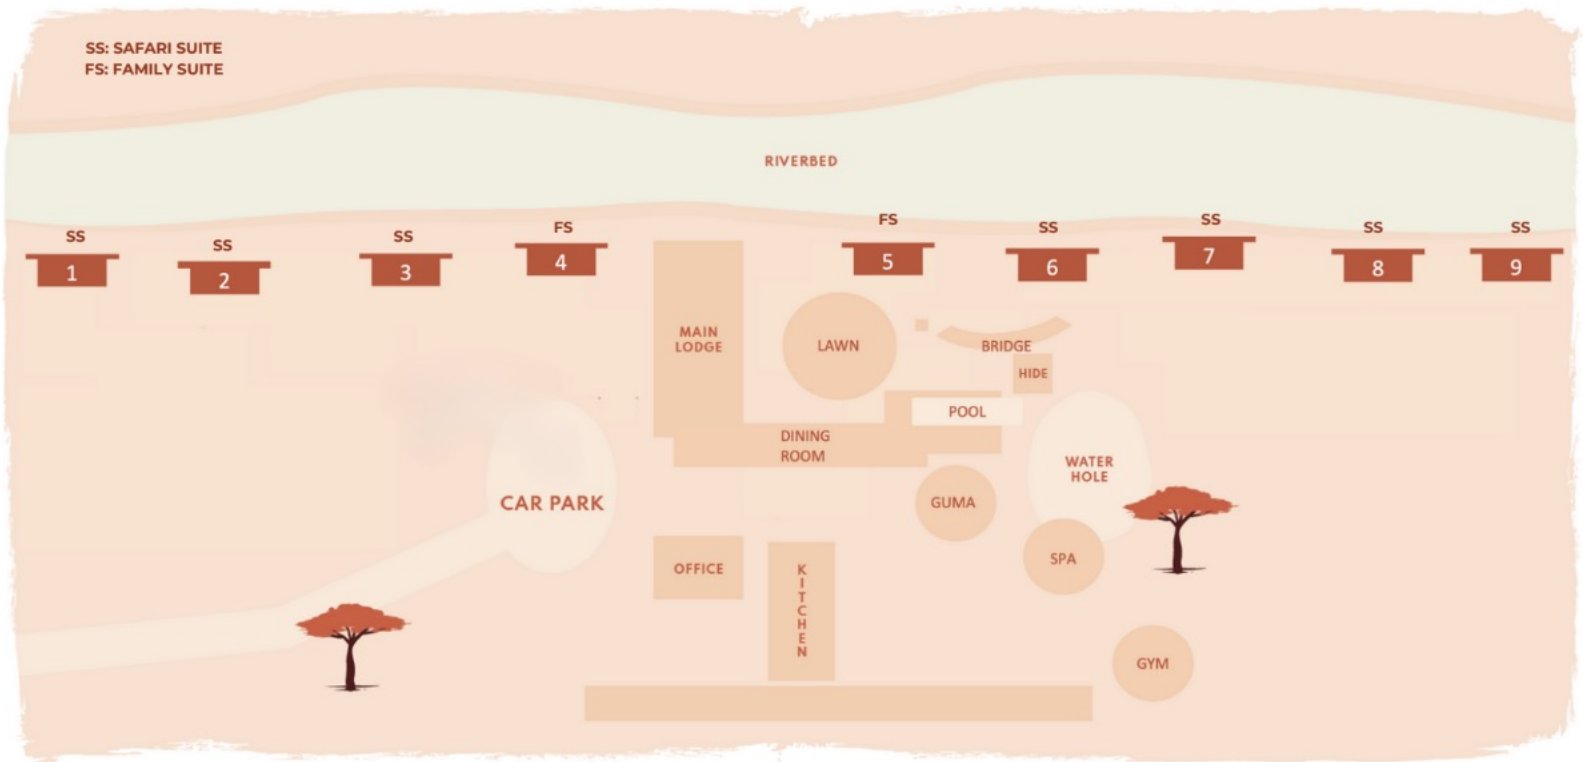 SS: SAFARI SUITE
FS: FAMILY SUITE
RIVERBED
SS
1
SS
2
SS
3
FS
4
FS
5
SS
6
SS
7
SS
8
SS
9
MAIN
LODGE
LAWN
BRIDGE
HIDE
POOL
DINING
ROOM
WATER
HOLE
CAR PARK
GUMA
SPA
OFFICE
KITCHEN
GYM